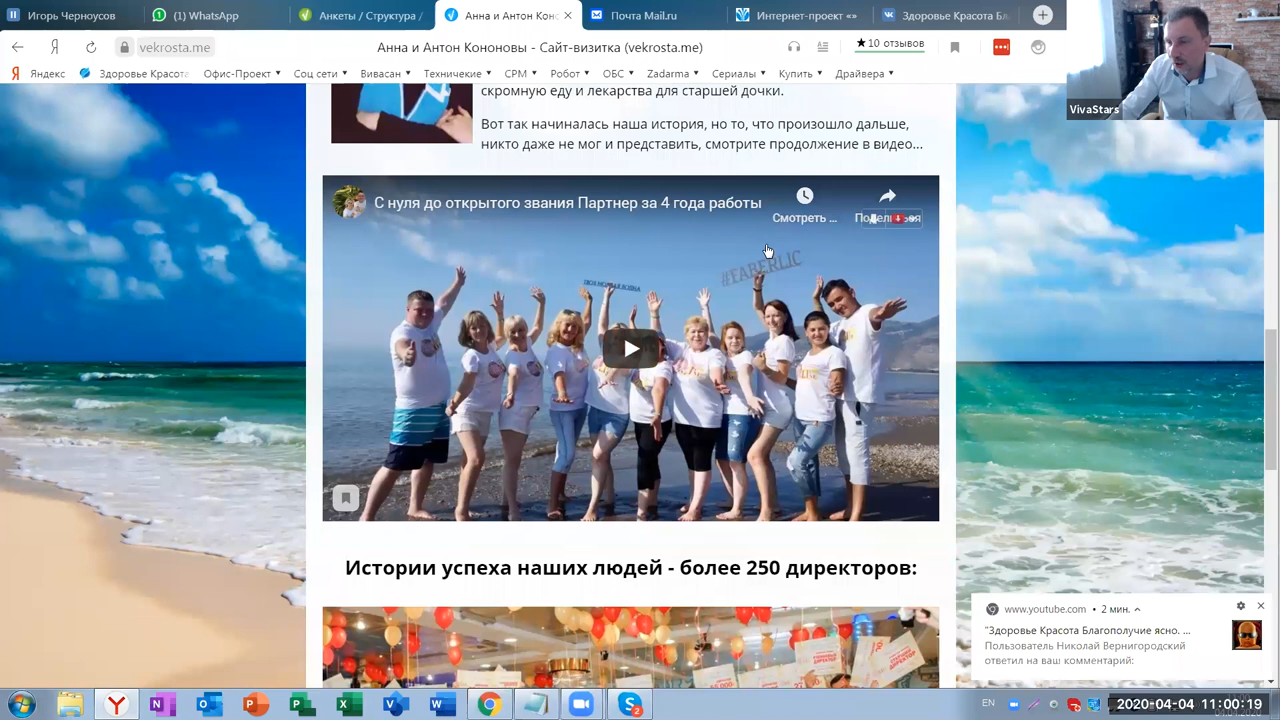 Игорь Черноусов
(1) WhatsApp
Анкеты / Структура /
Анна и Антон Коно
Почта Mail.ru
Интернет-проект «»
Здоровье Красота Бл
vekrosta.me
Анна и Антон Кононовы - Сайт-визитка (vekrosta.me)
★10 отзывов
Яндекс
Здоровье Красота
Офис-Проект
Соц сети
Вивасан
Техничекие
СРМ
Робот
ОБС
Zadarma
Сериалы
Купить
Драйвера
VivaStars
скромную еду и лекарства для старшей дочки.
Вот так начиналась наша история, но то, что произошло дальше,
никто даже не мог и представить, смотрите продолжение в видео...
С нуля до открытого звания Партнер за 4 года работы
Смотреть ...
Поделиться
#FABERLIC
Истории успеха наших людей - более 250 директоров:
www.youtube.com • 2 мин.
"Здоровье Красота Благополучие ясно. ...
Пользователь Николай Вернигородский
ответил на ваш комментарий:
EN
2020-04-04 11:00:19